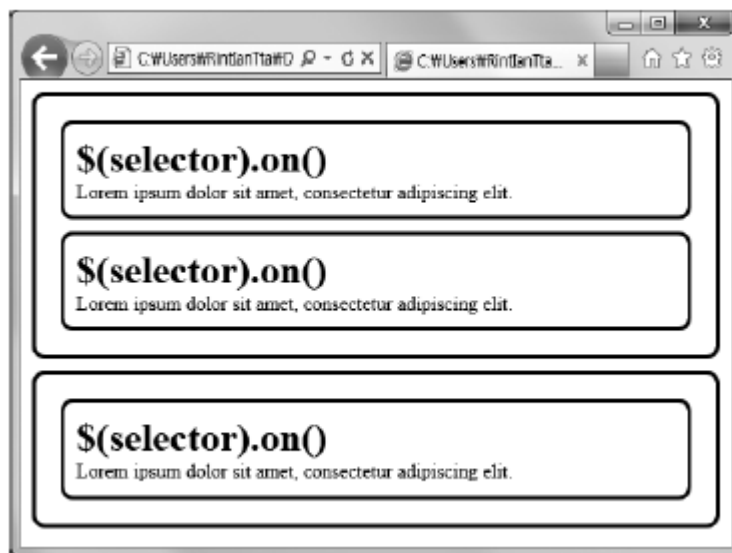 C:₩Users₩RintIanTta₩D
C:₩Users₩RintIanTta...
$(selector).on()
Lorem ipsum dolor sit amet, consectetur adipiscing elit.
$(selector).on()
Lorem ipsum dolor sit amet, consectetur adipiscing elit.
$(selector).on()
Lorem ipsum dolor sit amet, consectetur adipiscing elit.